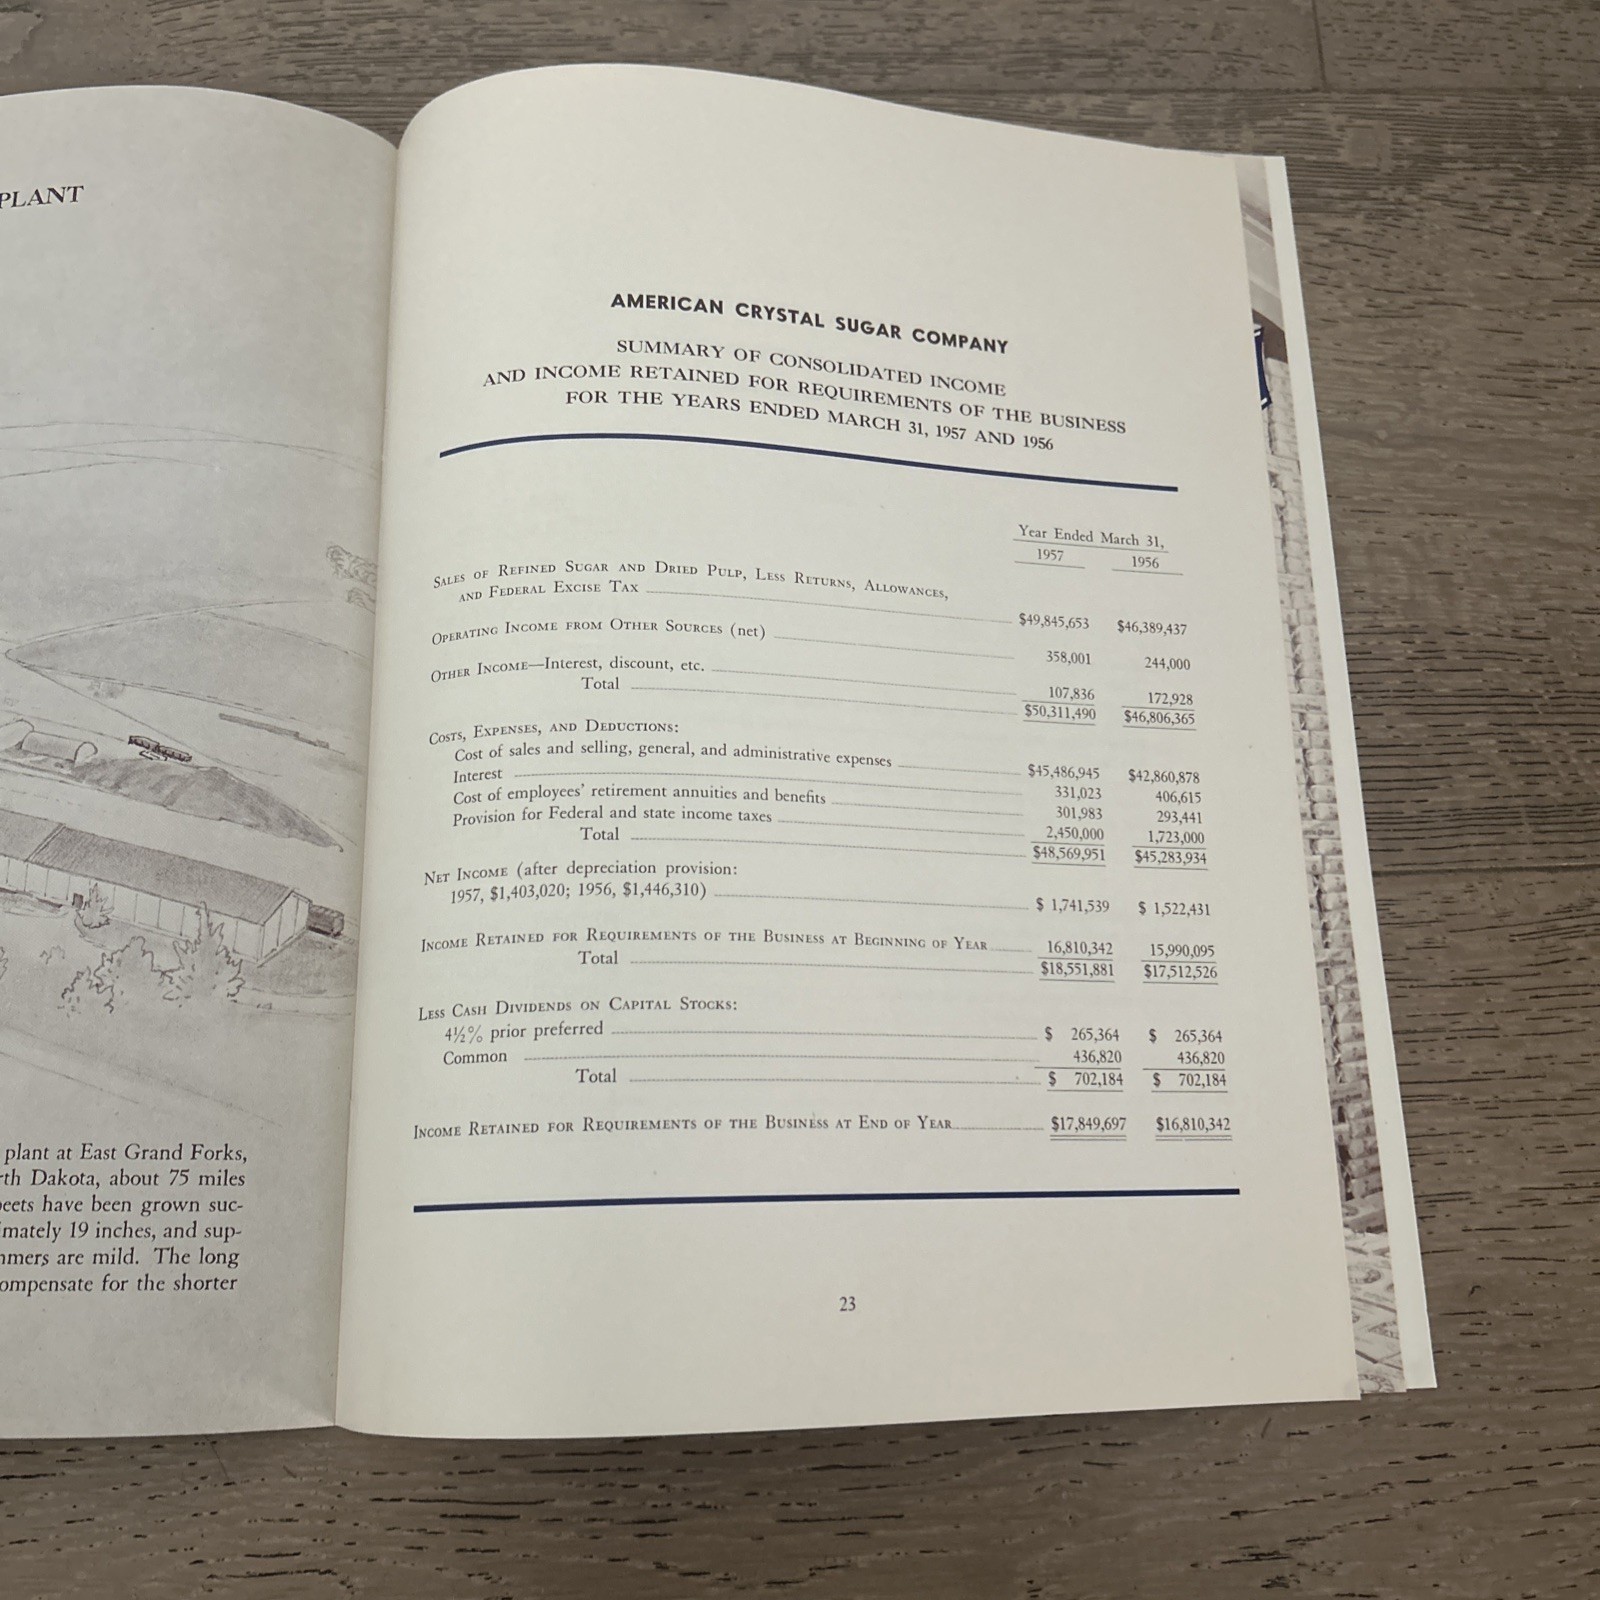 PLANT
plant at East Grand Forks,
Dakota, about 75 miles
have been grown suc-
19 inches, and sup-
are mild. The long
for the shorter
AMERICAN CRYSTAL SUGAR COMPANY
SUMMARY OF CONSOLIDATED INCOME
AND INCOME RETAINED FOR REQUIREMENTS OF THE BUSINESS
FOR THE YEARS ENDED MARCH 31, 1957 AND 1956
Year Ended March 31,
1957 1956
SALES OF REFINED SUGAR AND DRIED PULP, LESS RETURNS, ALLOWANCES,
AND FEDERAL EXCISE TAX $49,845,653 $46,389,437
OPERATING INCOME FROM OTHER SOURCES (net) 358,001 244,000
OTHER INCOME—Interest, discount, etc. 107,836 172,928
Total $50,311,490 $46,806,365
COSTS, EXPENSES, AND DEDUCTIONS:
Cost of sales and selling, general, and administrative expenses $45,486,945 $42,860,878
Interest 331,023 406,615
Cost of employees' retirement annuities and benefits 301,983 293,441
Provision for Federal and state income taxes 2,450,000 1,723,000
Total $48,569,951 $45,283,934
NET INCOME (after depreciation provision:
1957, $1,403,020; 1956, $1,446,310) $ 1,741,539 $ 1,522,431
INCOME RETAINED FOR REQUIREMENTS OF THE BUSINESS AT BEGINNING OF YEAR 16,810,342 15,990,095
Total $18,551,881 $17,512,526
LESS CASH DIVIDENDS ON CAPITAL STOCKS:
4½% prior preferred $ 265,364 $ 265,364
Common 436,820 436,820
Total $ 702,184 $ 702,184
INCOME RETAINED FOR REQUIREMENTS OF THE BUSINESS AT END OF YEAR $17,849,697 $16,810,342
23